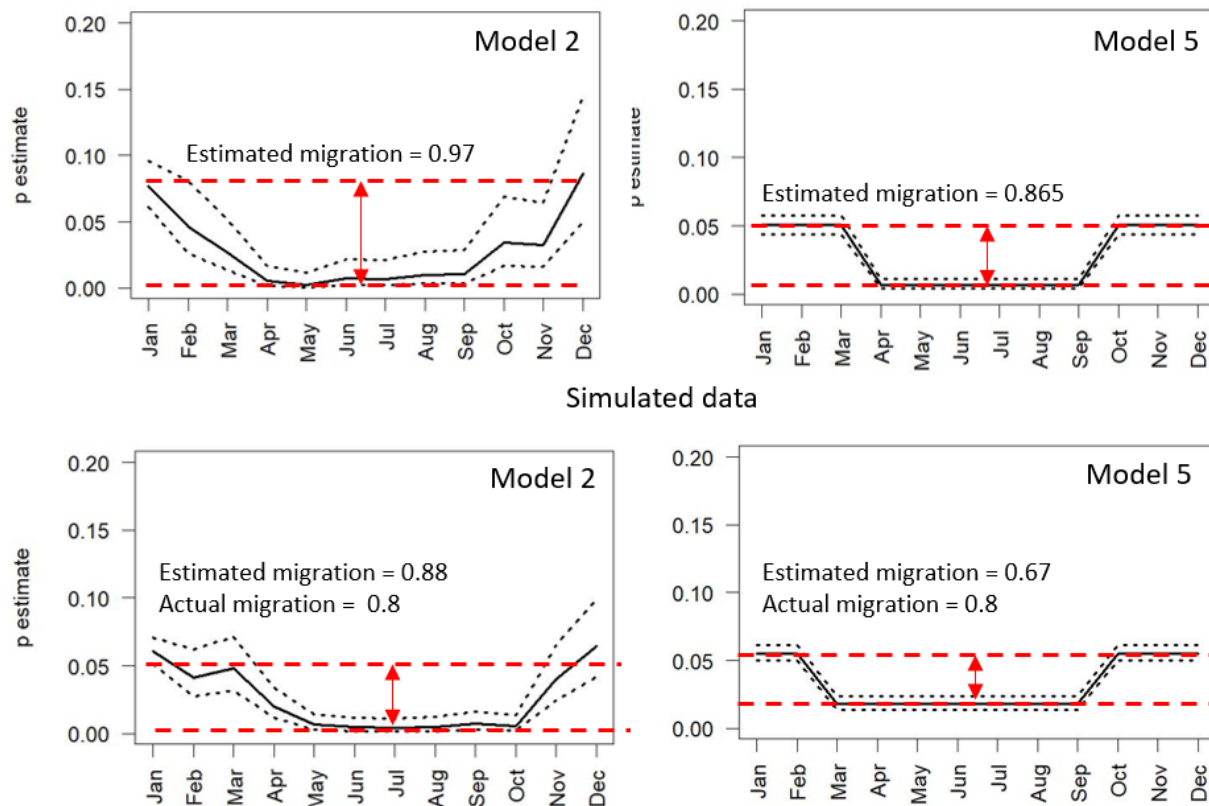 Model 2
p estimate
0.20
0.15
0.10
0.05
0.00
Estimated migration = 0.97
Jan Feb Mar Apr May Jun Jul Aug Sep Oct Nov Dec
Model 5
p estimate
0.20
0.15
0.10
0.05
0.00
Estimated migration = 0.865
Jan Feb Mar Apr May Jun Jul Aug Sep Oct Nov Dec
Simulated data
Model 2
p estimate
0.20
0.15
0.10
0.05
0.00
Estimated migration = 0.88
Actual migration = 0.8
Jan Feb Mar Apr May Jun Jul Aug Sep Oct Nov Dec
Model 5
0.20
0.15
0.10
0.05
0.00
Estimated migration = 0.67
Actual migration = 0.8
Jan Feb Mar Apr May Jun Jul Aug Sep Oct Nov Dec